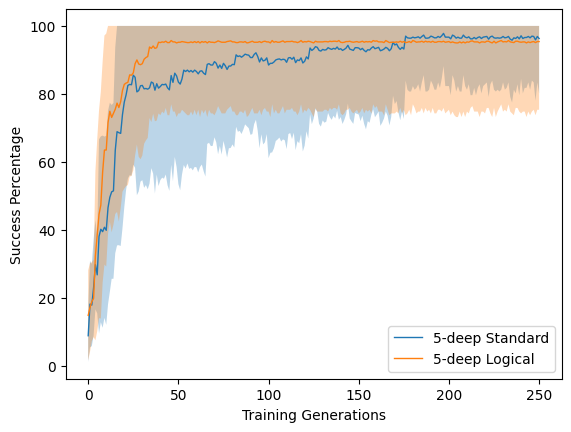 100
80
60
40
20
0
Success Percentage
0 50 100 150 200 250
Training Generations
5-deep Standard
5-deep Logical